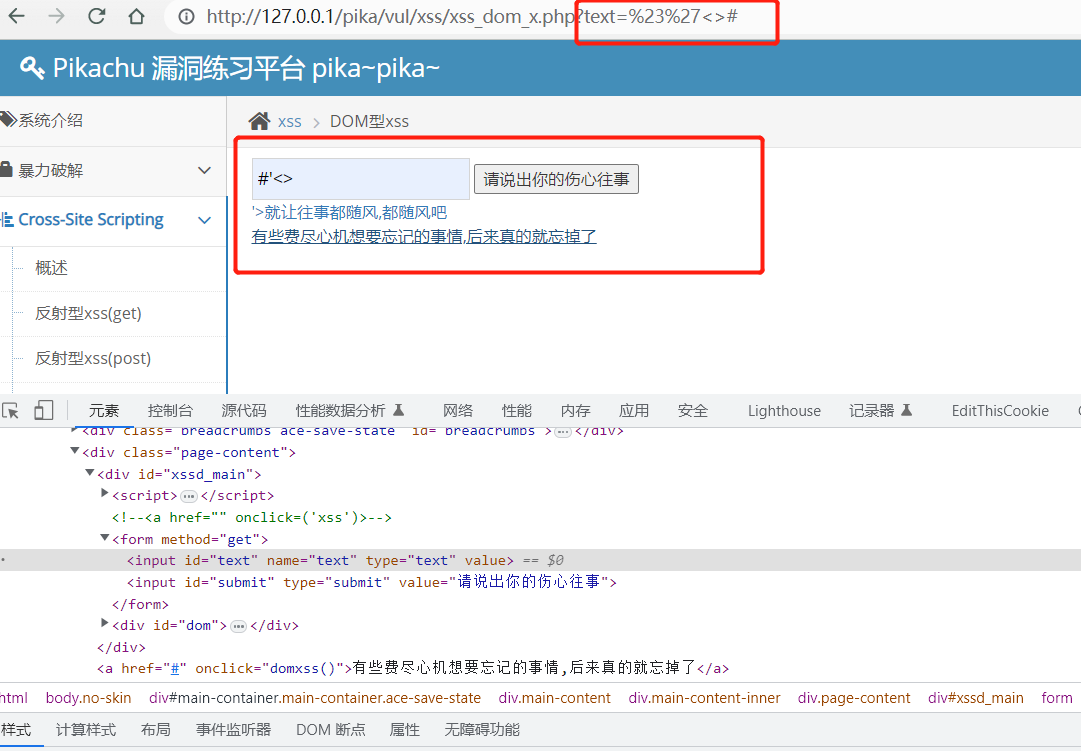 http://127.0.0.1/pika/vul/xss/xss_dom_x.php?text=%23%27<>#
Pikachu 漏洞练习平台 pika~pika~
系统介绍
xss
DOM型xss
暴力破解
#'<>
请说出你的伤心往事
'>就让往事都随风,都随风吧
有些费尽心机想要忘记的事情,后来真的就忘掉了
Cross-Site Scripting
概述
反射型xss(get)
反射型xss(post)
元素 控制台 源代码 性能数据分析 网络 性能 内存 应用 安全 Lighthouse 记录器 EditThisCookie
<div class="breadcrumbs ace-save-state" id="breadcrumbs">…</div>
<div class="page-content">
<div id="xssd_main">
<script>…</script>
<!--<a href="" onclick=('xss')>-->
<form method="get">
<input id="text" name="text" type="text" value> == $0
<input id="submit" type="submit" value="请说出你的伤心往事">
</form>
<div id="dom">…</div>
</div>
<a href="#" onclick="domxss()">有些费尽心机想要忘记的事情,后来真的就忘掉了</a>
html body.no-skin div#main-container.main-container.ace-save-state div.main-content div.main-content-inner div.page-content div#xssd_main form
样式 计算样式 布局 事件监听器 DOM 断点 属性 无障碍功能